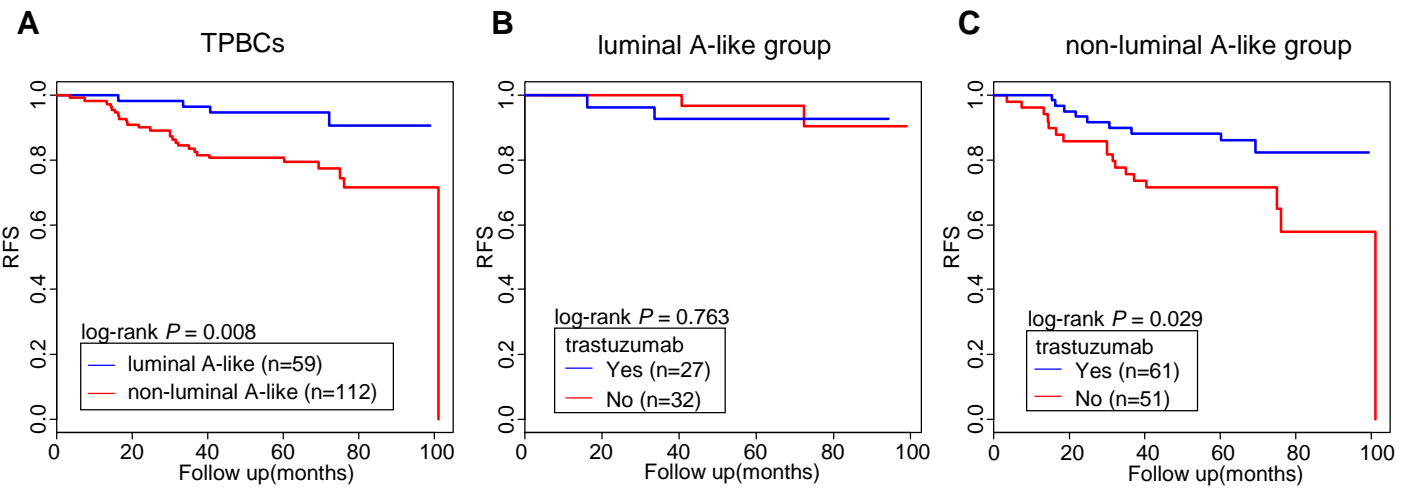 A
TPBCs
RFS
1.0
0.8
0.6
0.4
0.2
0.0
log-rank P = 0.008
luminal A-like (n=59)
non-luminal A-like (n=112)
0 20 40 60 80 100
Follow up(months)
B
luminal A-like group
RFS
1.0
0.8
0.6
0.4
0.2
0.0
log-rank P = 0.763
trastuzumab
Yes (n=27)
No (n=32)
0 20 40 60 80 100
Follow up(months)
C
non-luminal A-like group
RFS
1.0
0.8
0.6
0.4
0.2
0.0
log-rank P = 0.029
trastuzumab
Yes (n=61)
No (n=51)
0 20 40 60 80 100
Follow up(months)